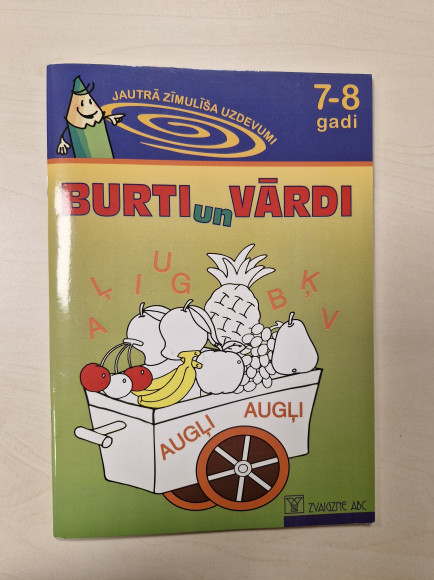 JAUTRĀ ZĪMULĪŠA UZDEVUMI
7-8
gadi
BURTI un VĀRDI
A Ļ I U G B Ķ V
AUGĻI AUGĻI
ZVAIGZNE ABC